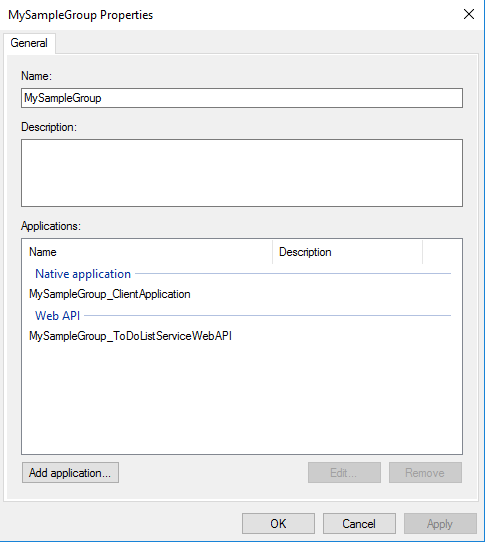 MySampleGroup Properties
General
Name:
MySampleGroup
Description:
Applications:
Name Description
Native application
MySampleGroup_ClientApplication
Web API
MySampleGroup_ToDoListServiceWebAPI
Add application... Edit... Remove
OK Cancel Apply